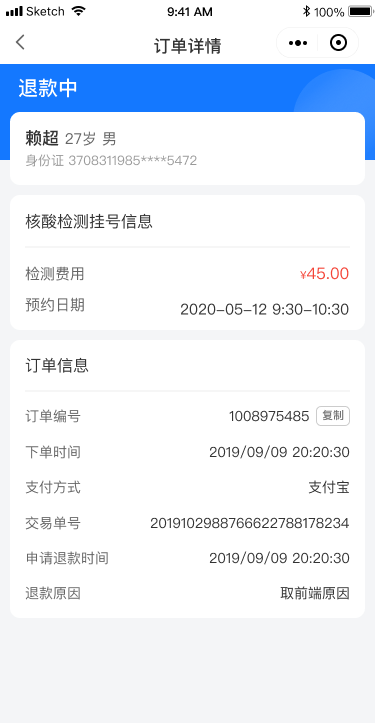 Sketch 9:41 AM 100%
订单详情
退款中
赖超 27岁 男
身份证 3708311985****5472
核酸检测挂号信息
检测费用 ¥45.00
预约日期 2020-05-12 9:30-10:30
订单信息
订单编号 1008975485 复制
下单时间 2019/09/09 20:20:30
支付方式 支付宝
交易单号 2019102988766622788178234
申请退款时间 2019/09/09 20:20:30
退款原因 取前端原因